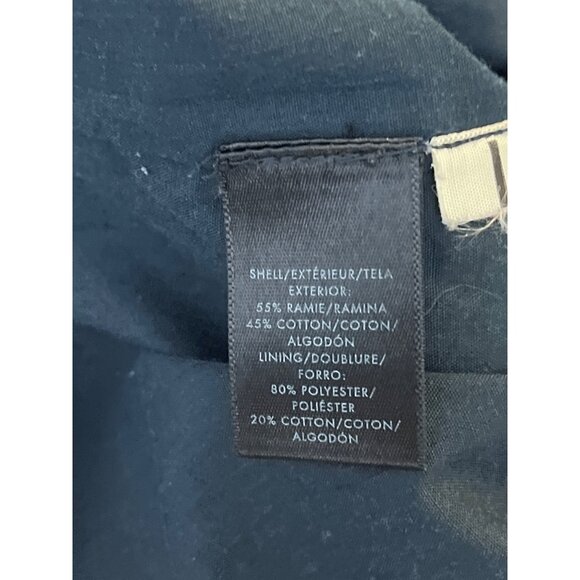 SHELL/EXTÉRIEUR/TELA
EXTERIOR:
55% RAMIE/RAMINA
45% COTTON/COTON/
ALGODÓN
LINING/DOUBLURE/
FORRO:
80% POLYESTER/
POLIÉSTER
20% COTTON/COTON/
ALGODÓN